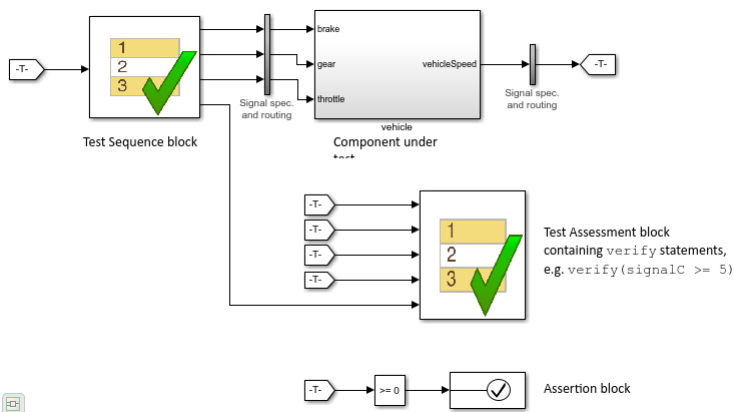 brake
-T-
1
2
3
gear
vehicleSpeed
-T-
throttle
Signal spec.
and routing
Signal spec.
and routing
vehicle
Test Sequence block
Component under
-T-
-T-
-T-
-T-
1
2
3
Test Assessment block
containing verify statements,
e.g. verify(signalC >= 5)
-T-
>= 0
Assertion block